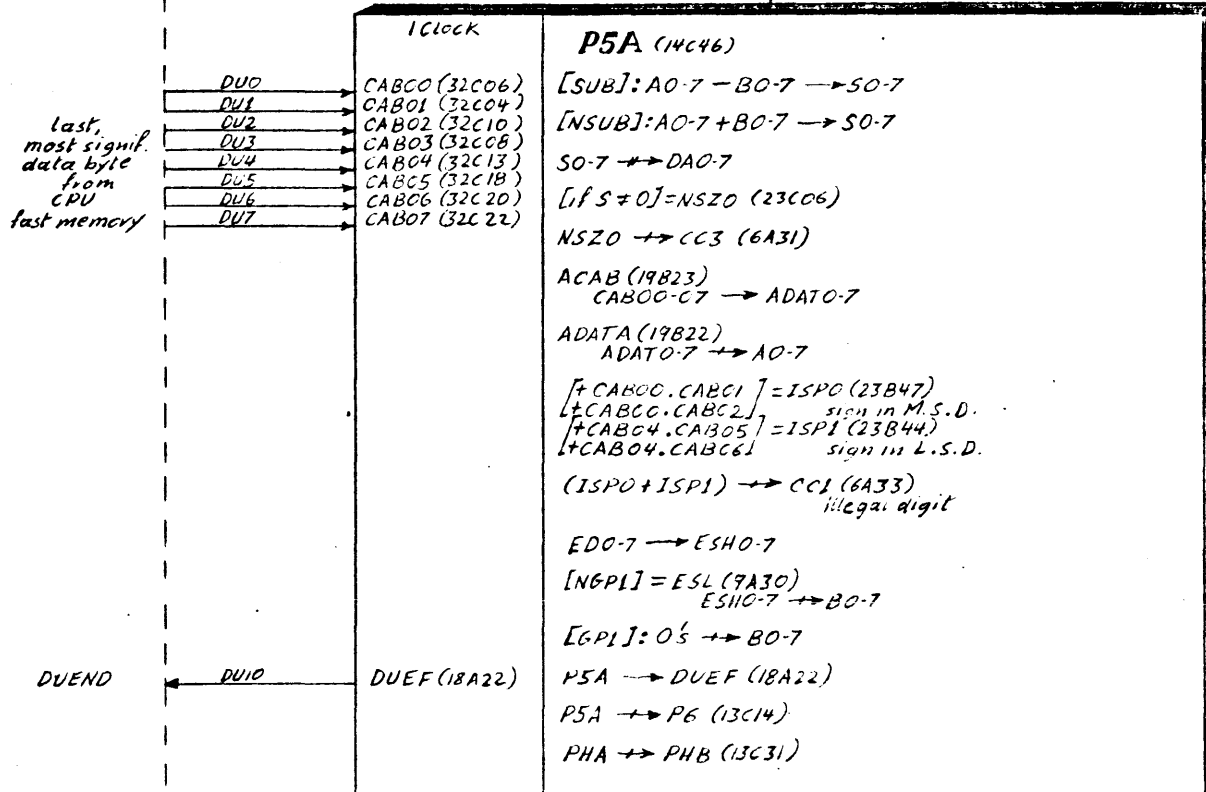 1 Clock
P5A (14C46)
DU0 CABC0 (32C06) [SUB]: A0-7 - B0-7 → S0-7
DU1 CAB01 (32C04)
last, DU2 CAB02 (32C10) [NSUB]: A0-7 + B0-7 → S0-7
most signif. DU3 CAB03 (32C08)
data byte DU4 CAB04 (32C13) S0-7 ↛ DA0-7
from DU5 CABC5 (32C18)
CPU DU6 CAB06 (32C20) [if S ≠ 0] = NSZ0 (23C06)
fast memory DU7 CAB07 (32C22)
NSZ0 ↛ CC3 (6A31)
ACAB (19B23)
CAB00-C7 → ADAT0-7
ADATA (19B22)
ADAT0-7 ↛ A0-7
[+CAB00.CABC1] = ISP0 (23B47)
[+CABC0.CABC2] sign in M.S.D.
[+CABC4.CAB05] = ISP1 (23B44)
[+CAB04.CABC6] sign in L.S.D.
(ISP0 + ISP1) ↛ CC1 (6A33)
illegal digit
ED0-7 → ESH0-7
[NGP1] = ESL (9A30)
ESH0-7 ↛ B0-7
[GP1]: 0's ↛ B0-7
DUEND DU10 DUEF (18A22) P5A → DUEF (18A22)
P5A ↛ P6 (13C14)
PHA ↛ PHB (13C31)